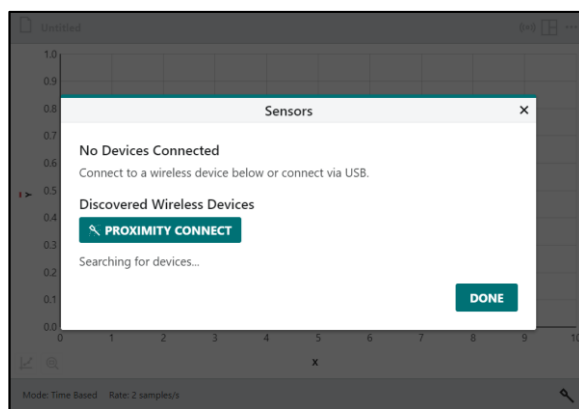 Untitled
1.0
0.9
0.8
0.7
0.6
0.5
0.4
0.3
0.2
0.1
0.0
Y
Sensors ×
No Devices Connected
Connect to a wireless device below or connect via USB.
Discovered Wireless Devices
PROXIMITY CONNECT
Searching for devices...
DONE
0 1 2 3 4 5 6 7 8 9 10
X
Mode: Time Based Rate: 2 samples/s